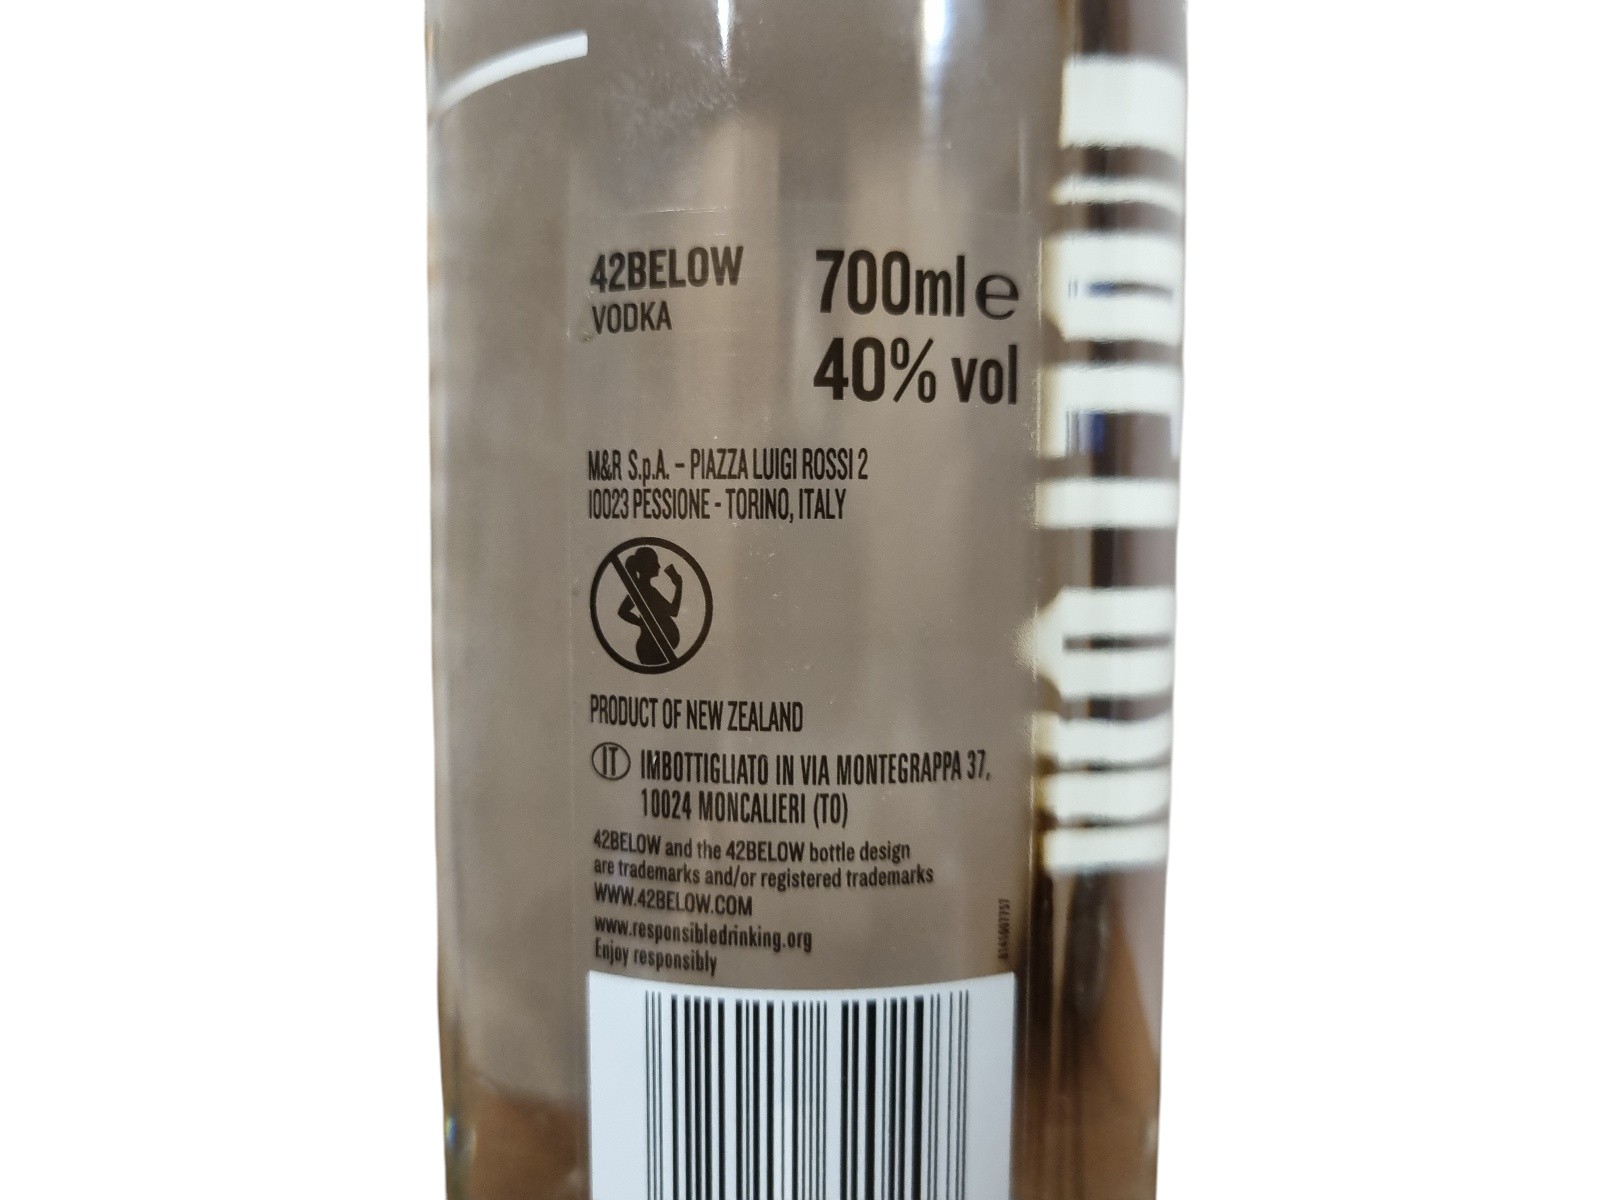 42BELOW
VODKA
700ml e
40% vol
M&R S.p.A. – PIAZZA LUIGI ROSSI 2
10023 PESSIONE - TORINO, ITALY
PRODUCT OF NEW ZEALAND
IT IMBOTTIGLIATO IN VIA MONTEGRAPPA 37,
10024 MONCALIERI (TO)
42BELOW and the 42BELOW bottle design
are trademarks and/or registered trademarks
WWW.42BELOW.COM
www.responsibledrinking.org
Enjoy responsibly